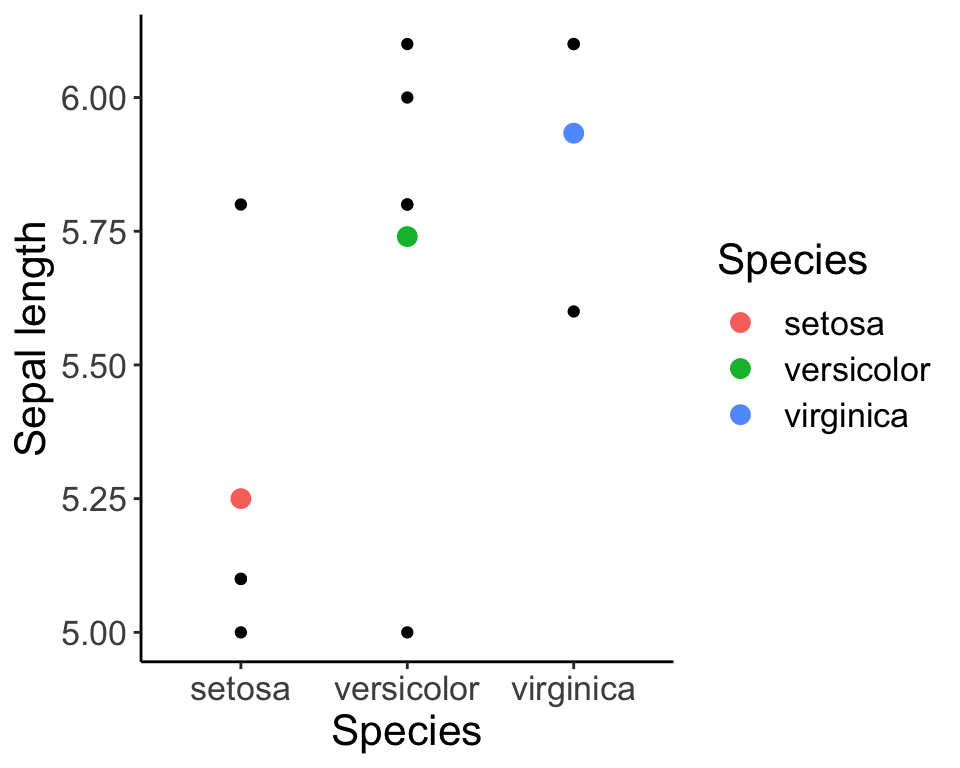 Sepal length
6.00
5.75
5.50
5.25
5.00
setosa versicolor virginica
Species
Species
setosa
versicolor
virginica